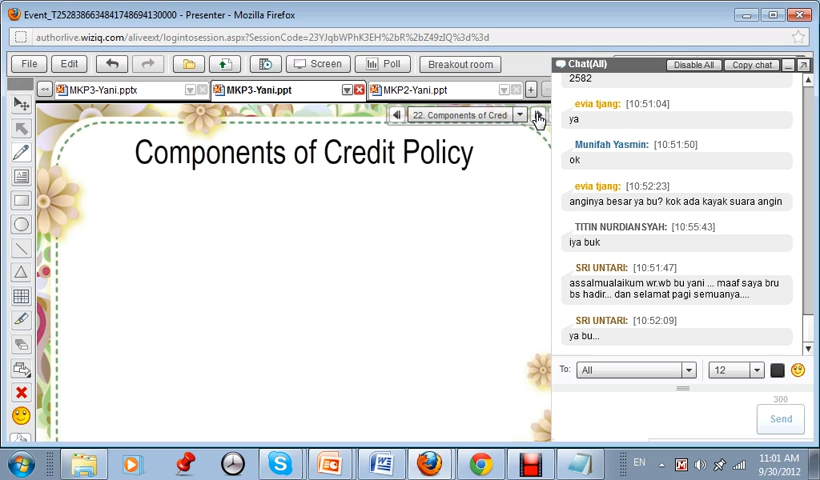 Event_T2528386634841748694130000 - Presenter - Mozilla Firefox
authorlive.wiziq.com/aliveext/logintosession.aspx?SessionCode=23YJqbWPhK3EH%2bR%2bZ49zIQ%3d%3d
File
Edit
Screen
Poll
Breakout room
MKP3-Yani.pptx
MKP3-Yani.ppt
MKP2-Yani.ppt
22. Components of Cred
Components of Credit Policy
Chat(All)
Disable All
Copy chat
2582
evia tjang: [10:51:04]
ya
Munifah Yasmin: [10:51:50]
ok
evia tjang: [10:52:23]
anginya besar ya bu? kok ada kayak suara angin
TITIN NURDIANSYAH: [10:55:43]
iya buk
SRI UNTARI: [10:51:47]
assalmualaikum wr.wb bu yani ... maaf saya bru
bs hadir... dan selamat pagi semuanya....
SRI UNTARI: [10:52:09]
ya bu...
To:
All
12
300
Send
EN
11:01 AM
9/30/2012